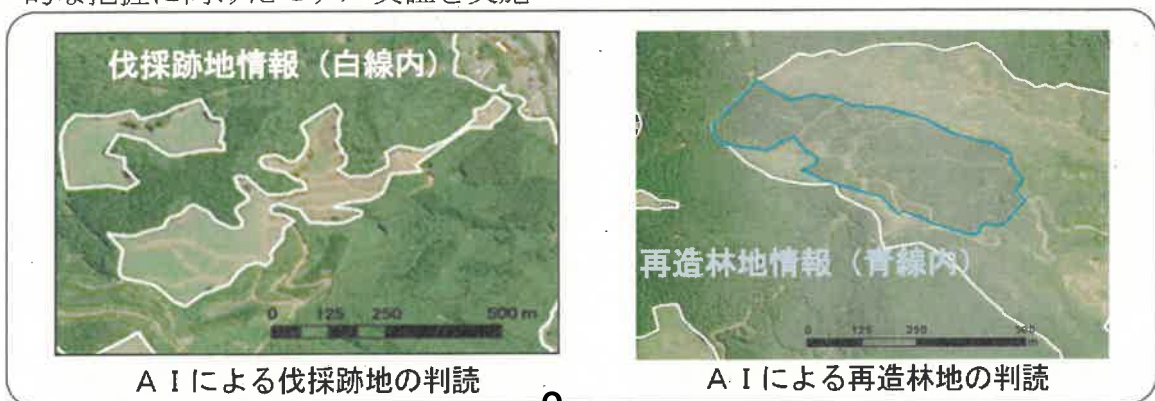 的な把握に向けた
実証を実施
伐採跡地情報（白線内）
0 125 250 500 m
ＡＩによる伐採跡地の判読
再造林地情報（青線内）
0 125 250
ＡＩによる再造林地の判読